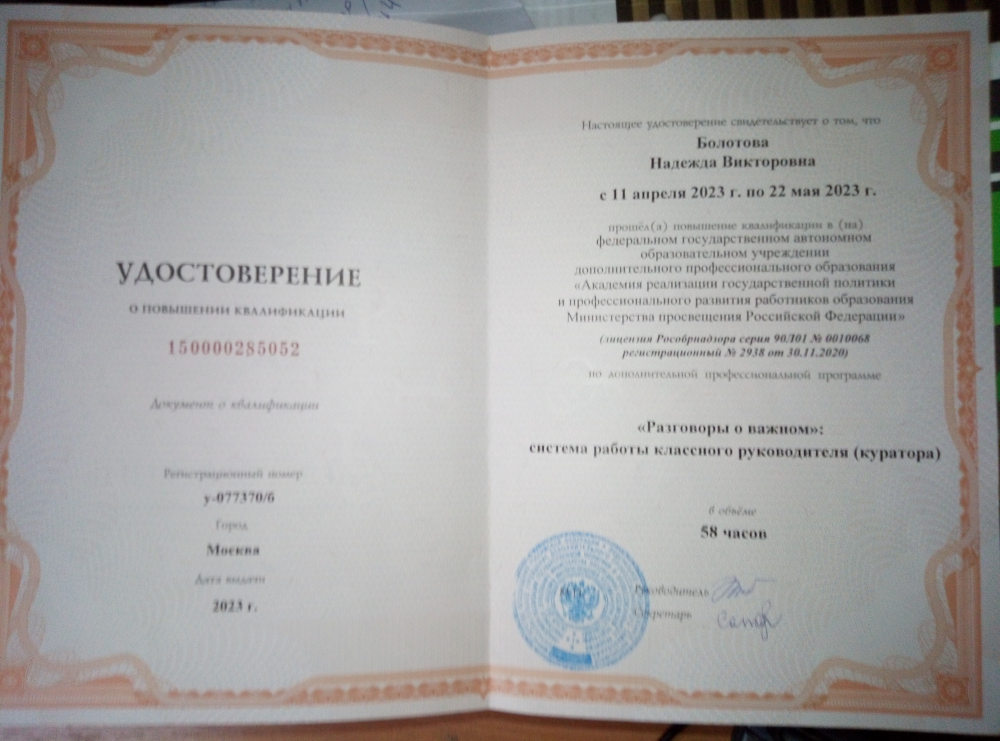 УДОСТОВЕРЕНИЕ
О ПОВЫШЕНИИ КВАЛИФИКАЦИИ
150000285052
Документ о квалификации
Регистрационный номер
у-077370/б
Город
Москва
Дата выдачи
2023 г.
Настоящее удостоверение свидетельствует о том, что
Болотова
Надежда Викторовна
с 11 апреля 2023 г. по 22 мая 2023 г.
прошёл(а) повышение квалификации в (на)
федеральном государственном автономном
образовательном учреждении
дополнительного профессионального образования
«Академия реализации государственной политики
и профессионального развития работников образования
Министерства просвещения Российской Федерации»
(лицензия Рособрнадзора серия 90Л01 № 0010068
регистрационный № 2938 от 30.11.2020)
по дополнительной профессиональной программе
«Разговоры о важном»:
система работы классного руководителя (куратора)
в объёме
58 часов
Руководитель
Секретарь